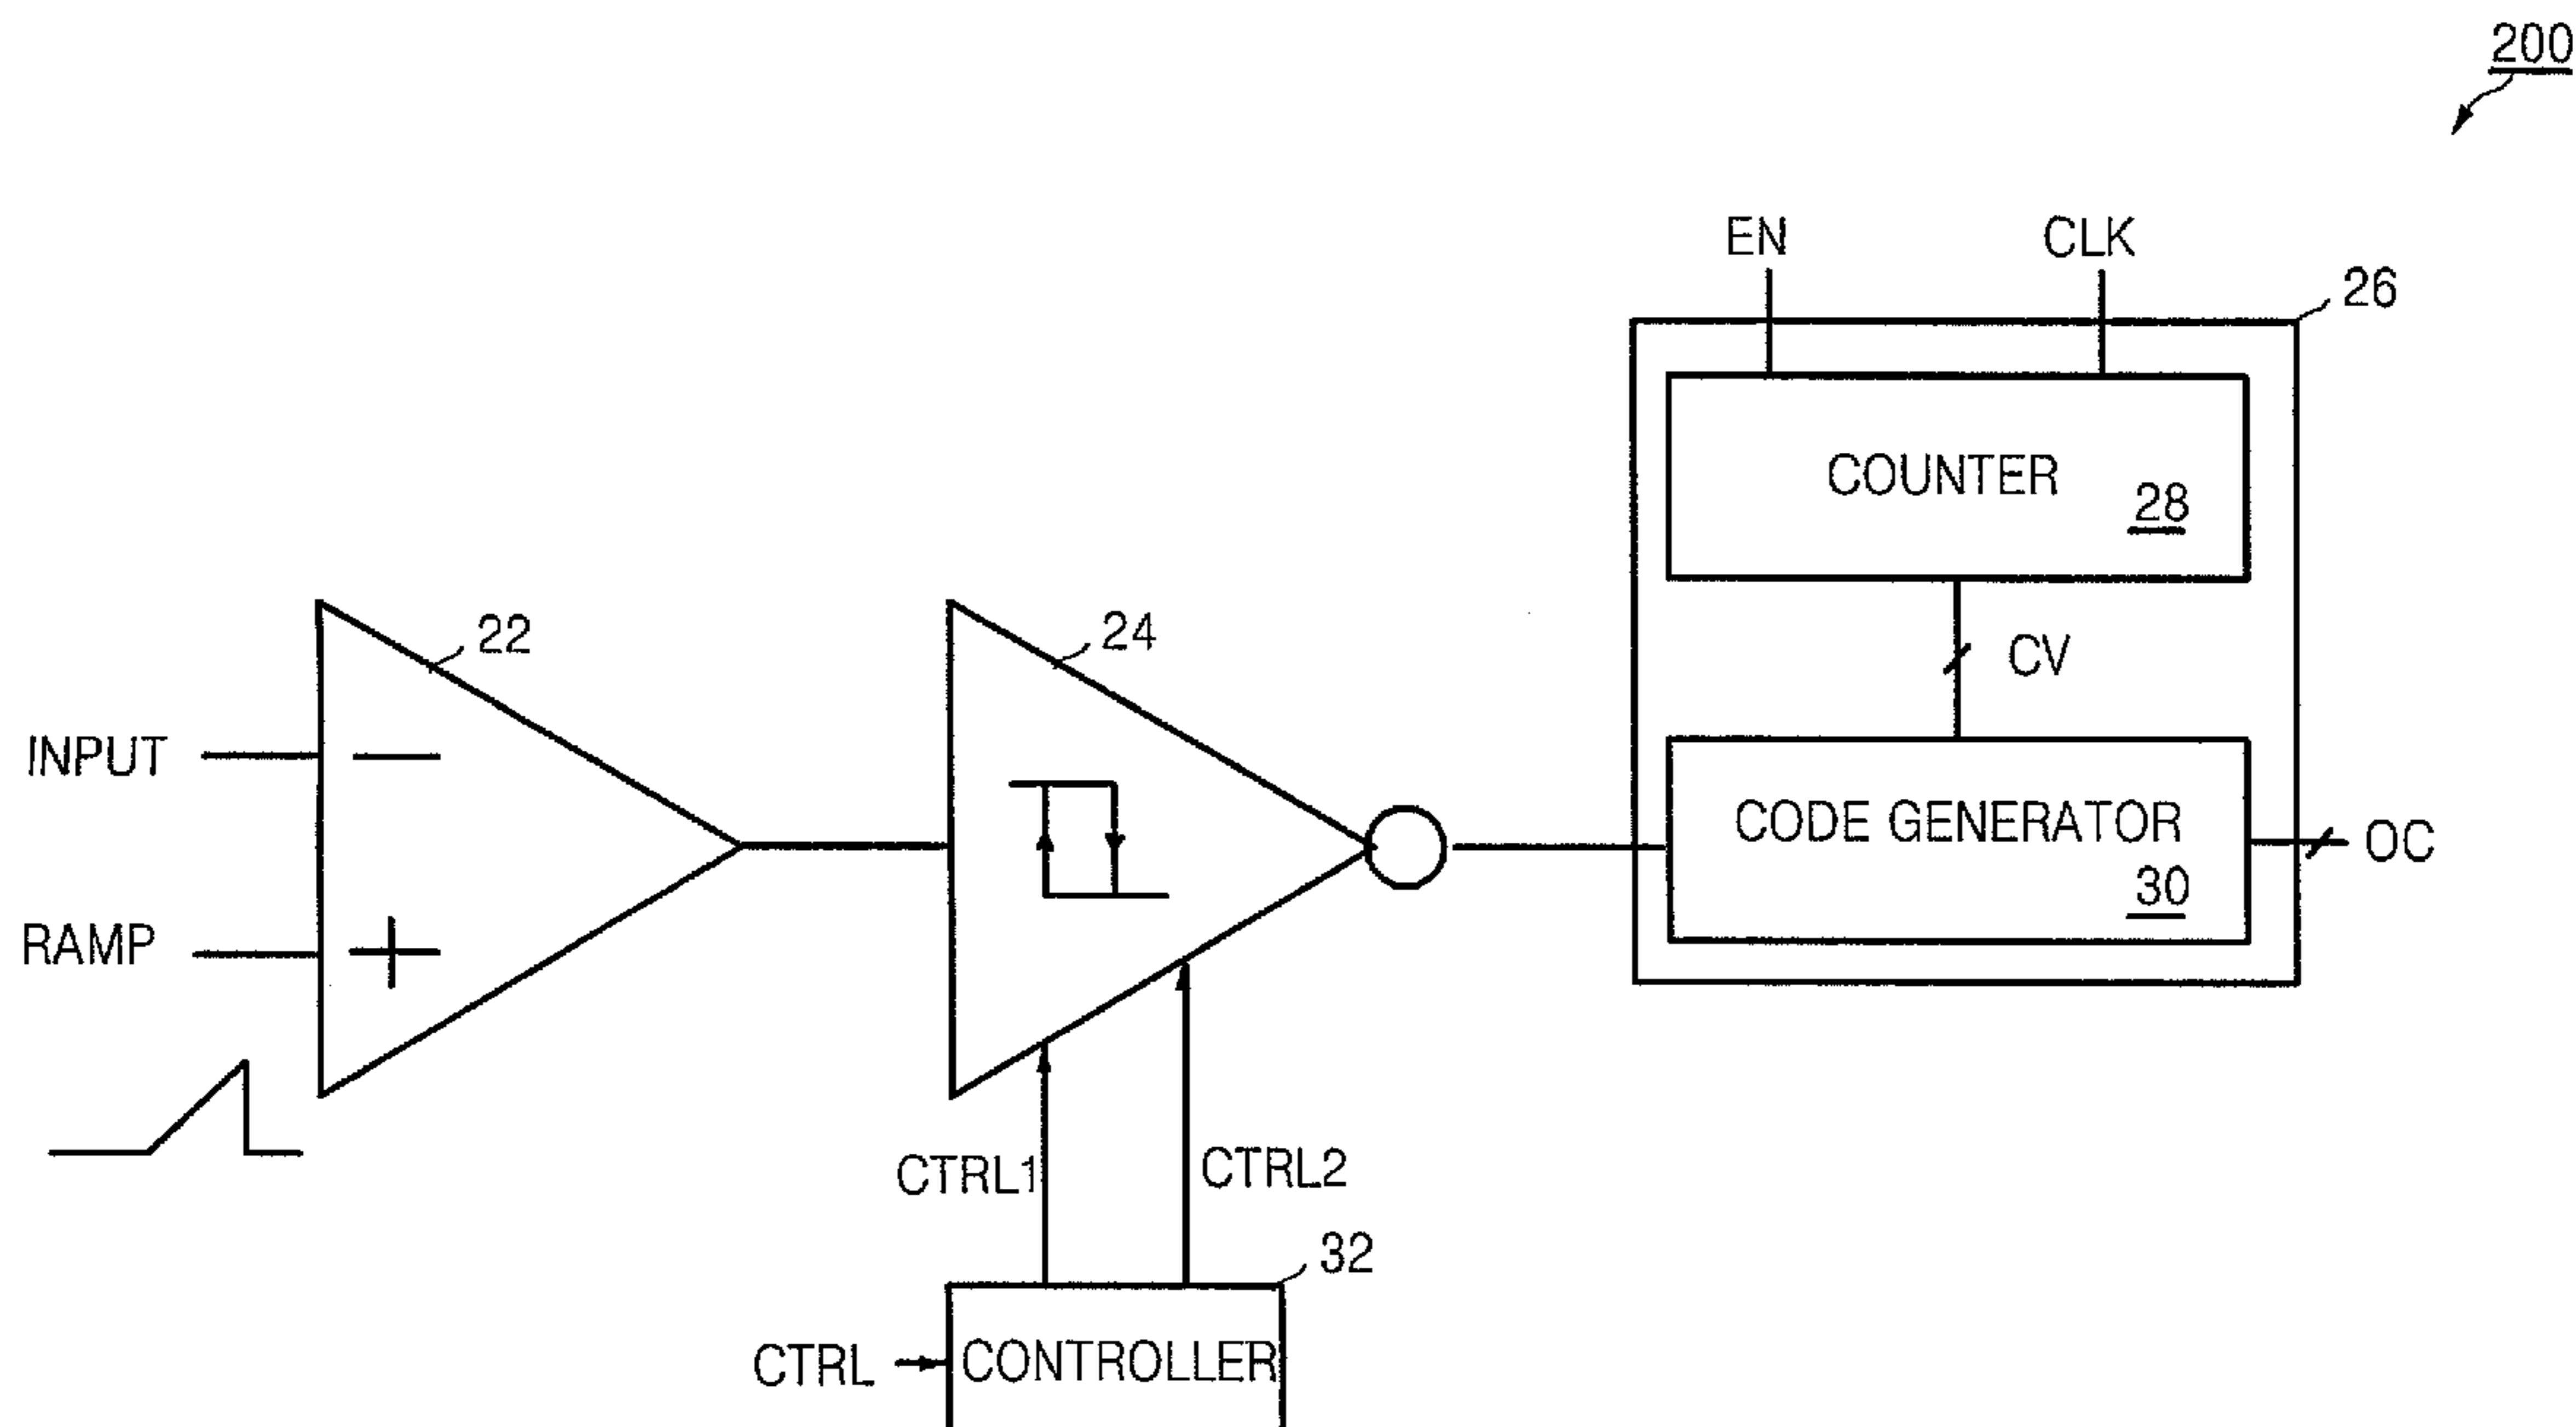 200
EN
CLK
26
COUNTER
28
22
24
CV
INPUT
CODE GENERATOR
30
OC
RAMP
CTRL1
CTRL2
32
CTRL
CONTROLLER